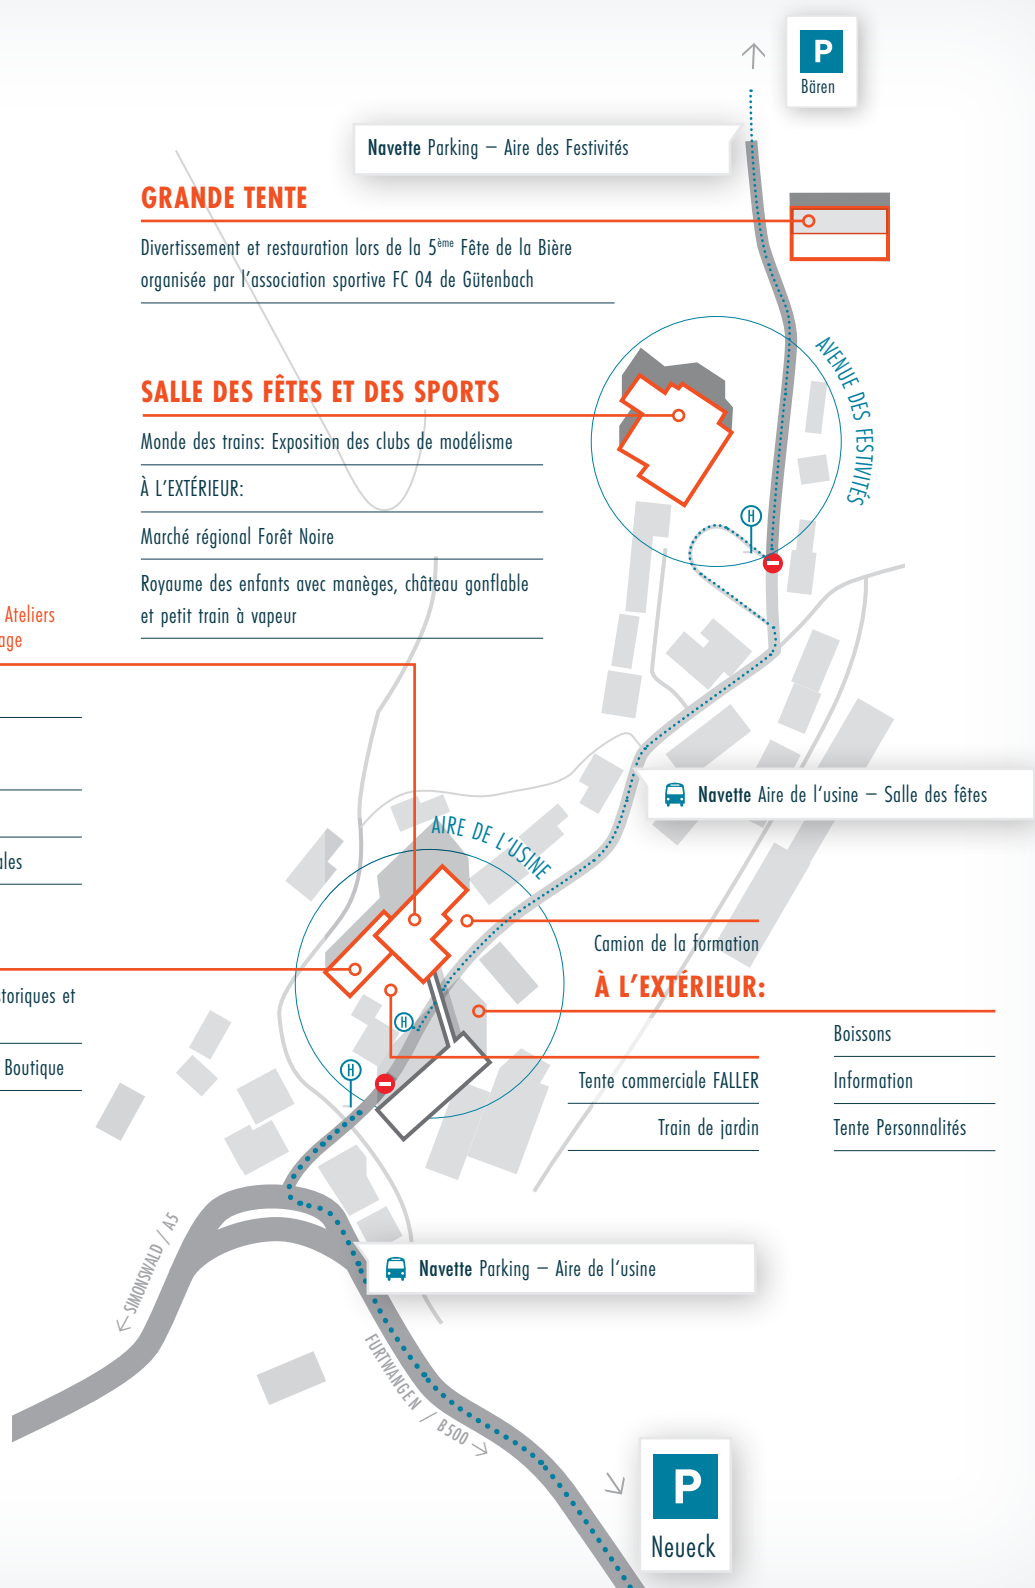 P
Bären
Navette Parking – Aire des Festivités
GRANDE TENTE
Divertissement et restauration lors de la 5ème Fête de la Bière
organisée par l'association sportive FC 04 de Gütenbach
AVENUE DES FESTIVITÉS
SALLE DES FÊTES ET DES SPORTS
Monde des trains: Exposition des clubs de modélisme
À L'EXTÉRIEUR:
Marché régional Forêt Noire
H
Royaume des enfants avec manèges, château gonflable
et petit train à vapeur
Ateliers
age
Navette Aire de l'usine – Salle des fêtes
AIRE DE L'USINE
ales
Camion de la formation
À L'EXTÉRIEUR:
toriques et
H
Boissons
Boutique
H
Tente commerciale FALLER
Information
Train de jardin
Tente Personnalités
← SIMONSWALD / A5
Navette Parking – Aire de l'usine
FURTWANGEN / B500 →
P
Neueck